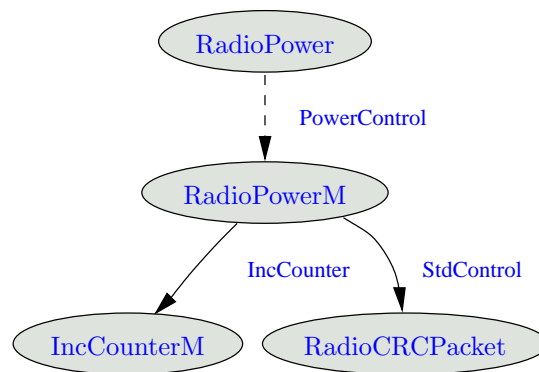 RadioPower
PowerControl
RadioPowerM
IncCounter
StdControl
IncCounterM
RadioCRCPacket